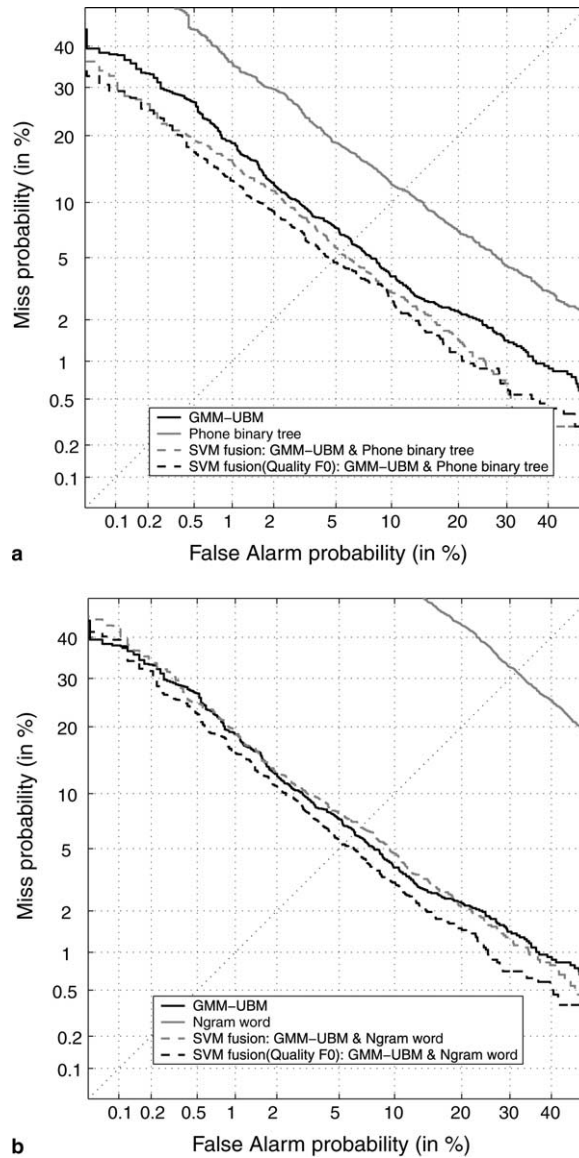 40
30
20
10
5
2
1
0.5
0.2
0.1
Miss probability (in %)
GMM-UBM
Phone binary tree
SVM fusion: GMM-UBM & Phone binary tree
SVM fusion(Quality F0): GMM-UBM & Phone binary tree
0.1 0.2 0.5 1 2 5 10 20 30 40
False Alarm probability (in %)
a
40
30
20
10
5
2
1
0.5
0.2
0.1
Miss probability (in %)
GMM-UBM
Ngram word
SVM fusion: GMM-UBM & Ngram word
SVM fusion(Quality F0): GMM-UBM & Ngram word
0.1 0.2 0.5 1 2 5 10 20 30 40
False Alarm probability (in %)
b